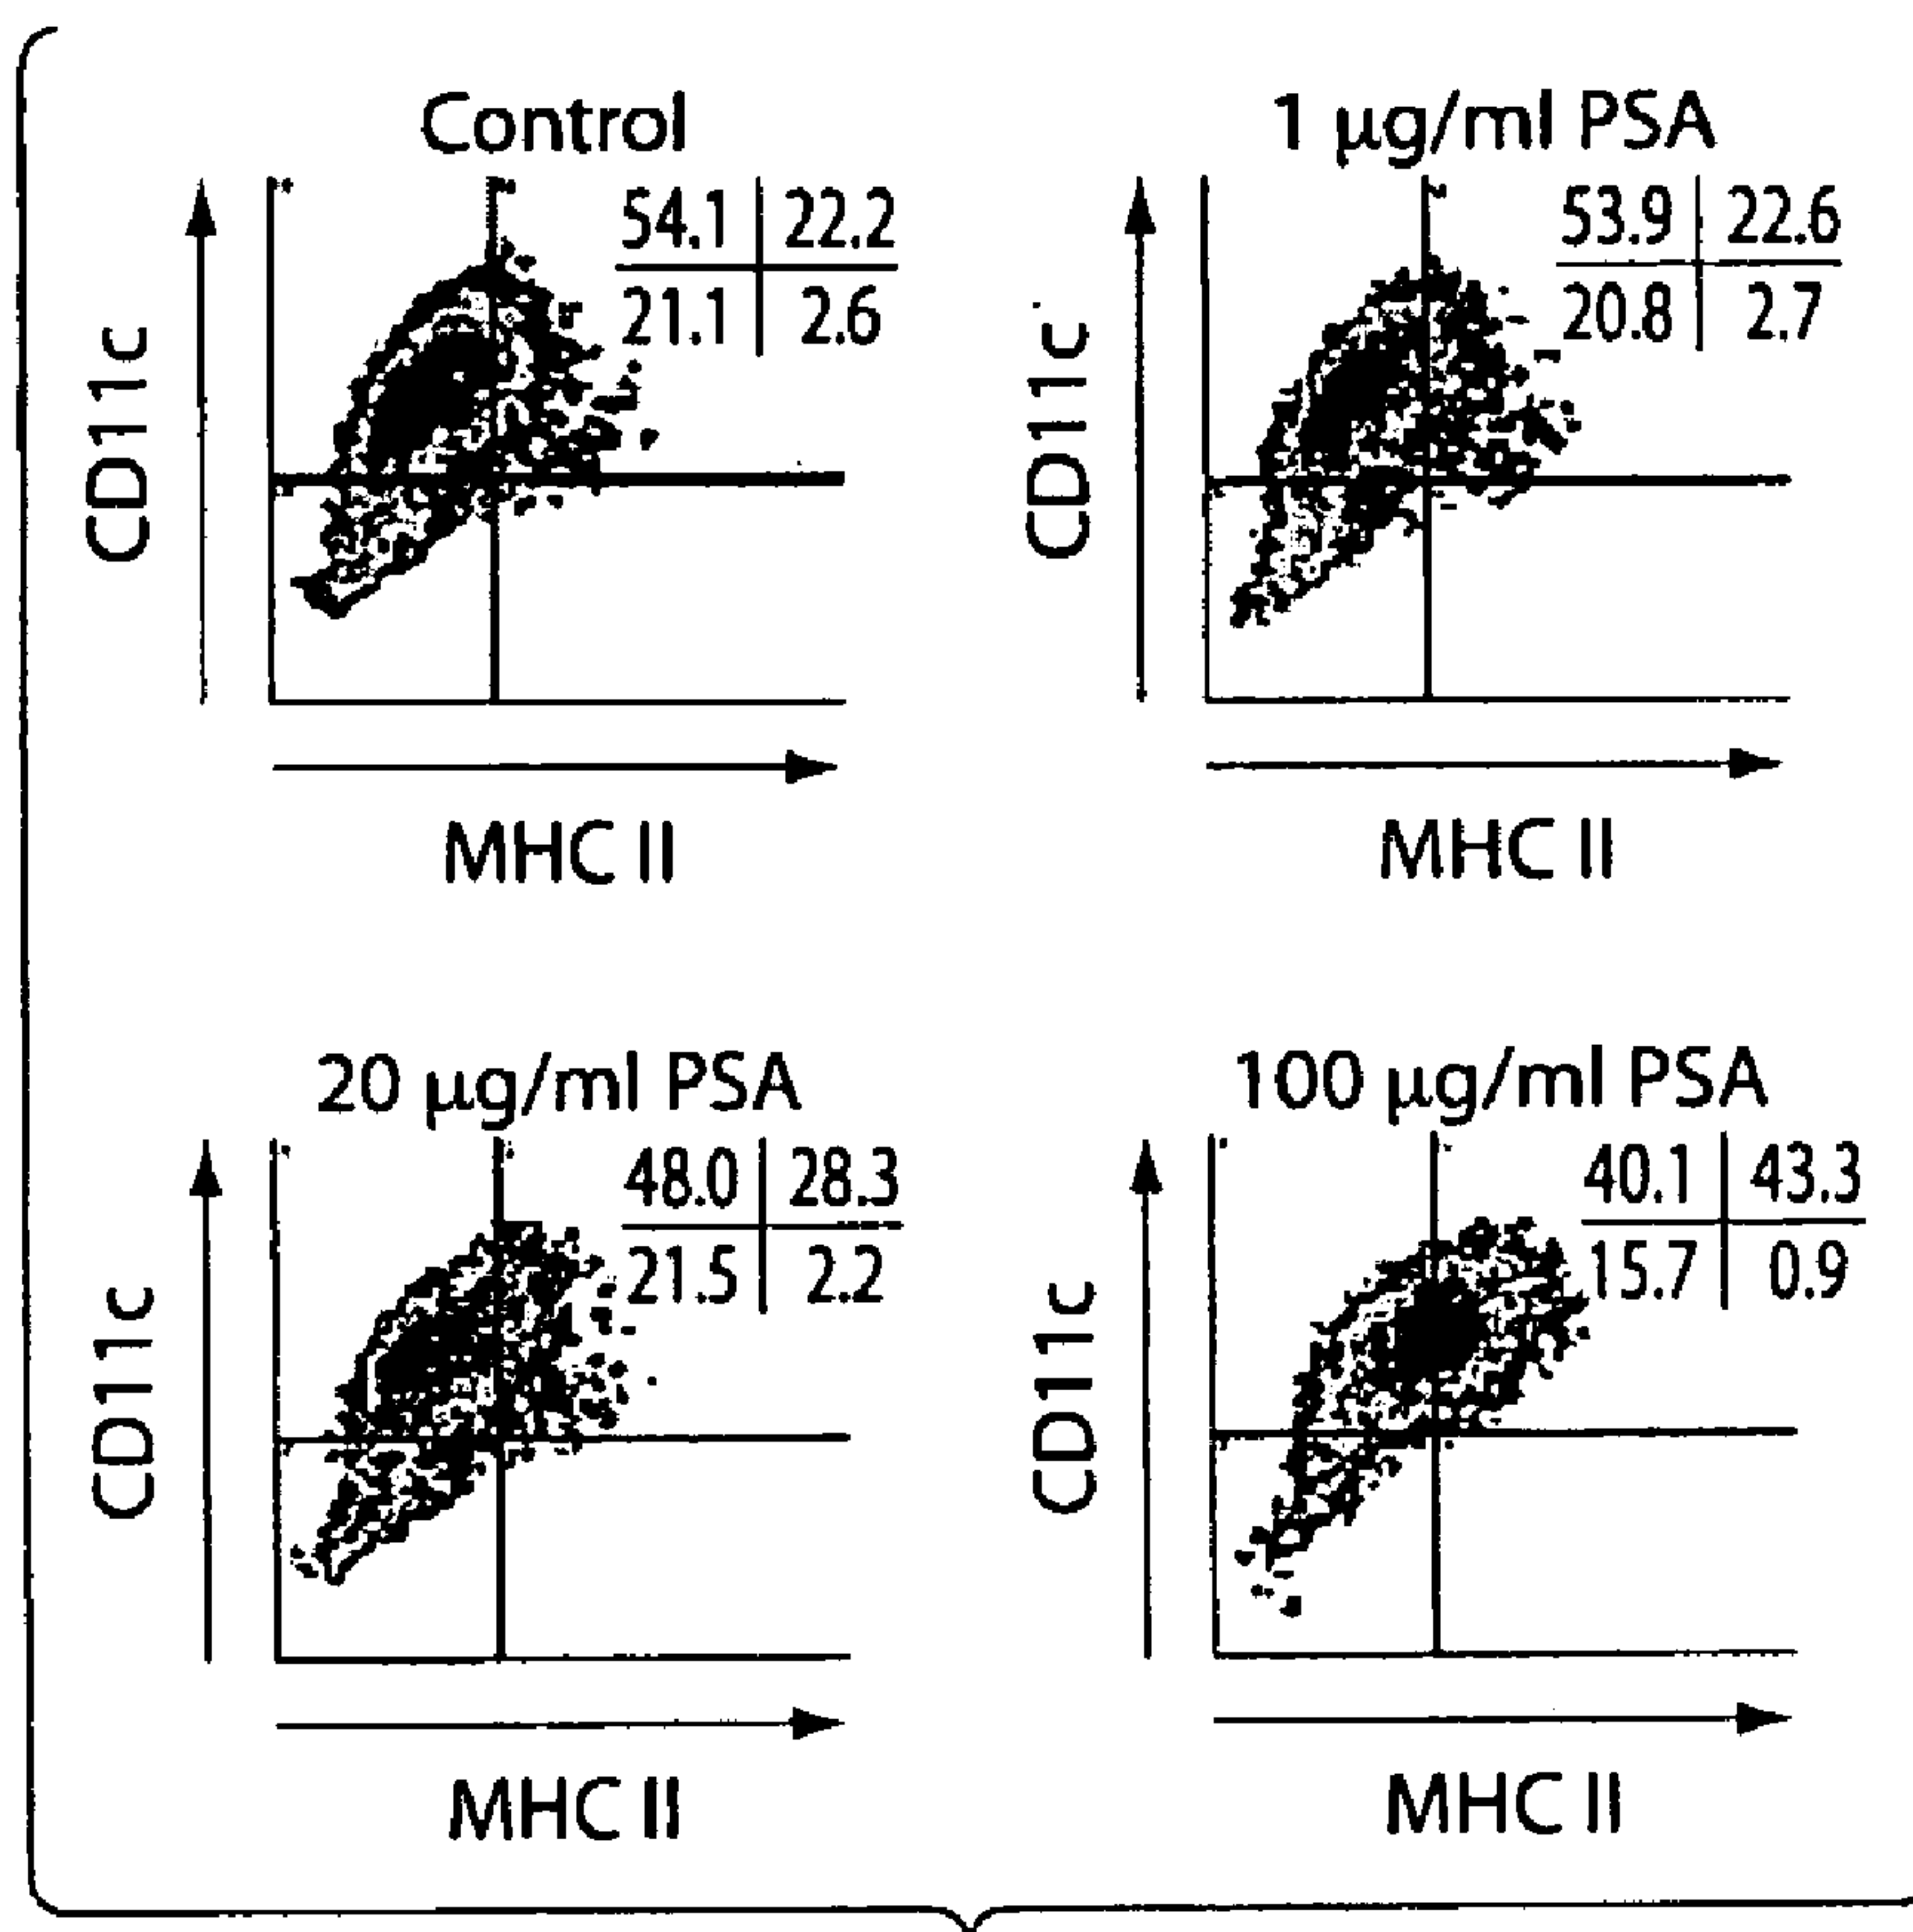 Control
54.1 22.2
21.1 2.6
CD11c
MHC II
1 µg/ml PSA
53.9 22.6
20.8 2.7
CD11c
MHC II
20 µg/ml PSA
48.0 28.3
21.5 2.2
CD11c
MHC II
100 µg/ml PSA
40.1 43.3
15.7 0.9
CD11c
MHC II